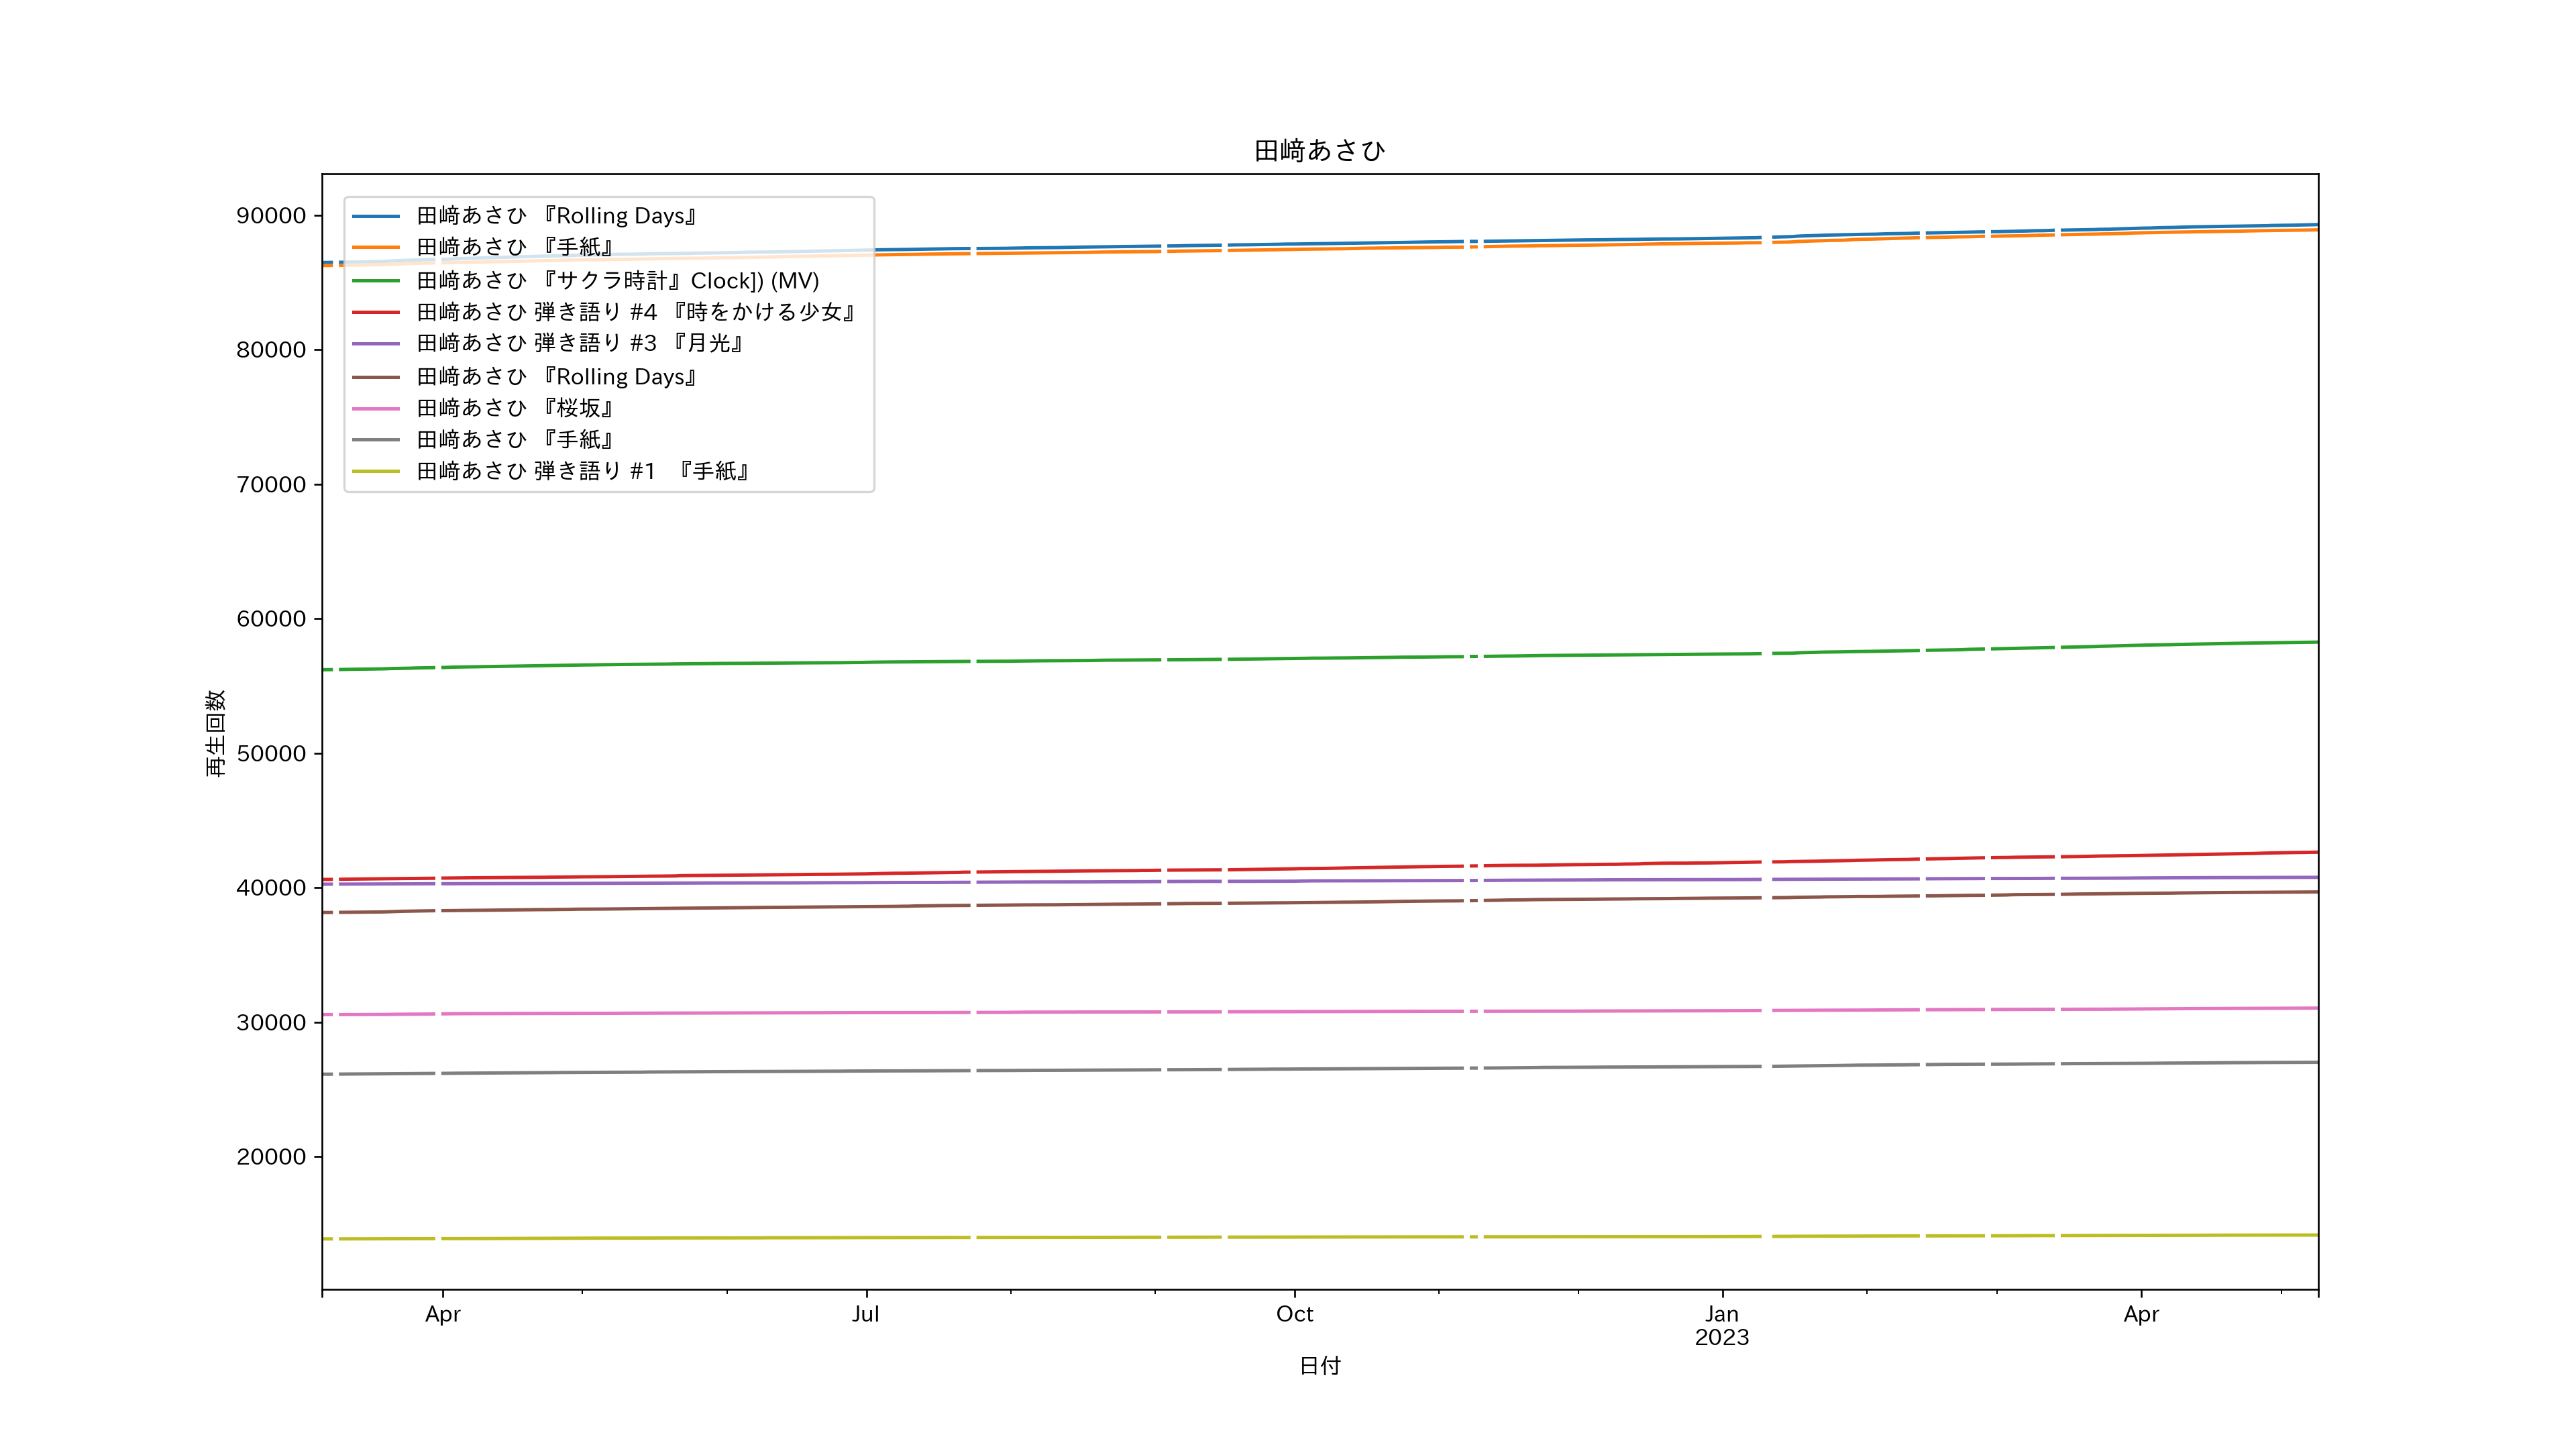 田﨑あさひ
田﨑あさひ 『Rolling Days』
田﨑あさひ 『手紙』
田﨑あさひ 『サクラ時計』Clock]) (MV)
田﨑あさひ 弾き語り #4 『時をかける少女』
田﨑あさひ 弾き語り #3 『月光』
田﨑あさひ 『Rolling Days』
田﨑あさひ 『桜坂』
田﨑あさひ 『手紙』
田﨑あさひ 弾き語り #1 『手紙』
90000
80000
70000
60000
50000
40000
30000
20000
再生回数
Apr
Jul
Oct
Jan
2023
Apr
日付